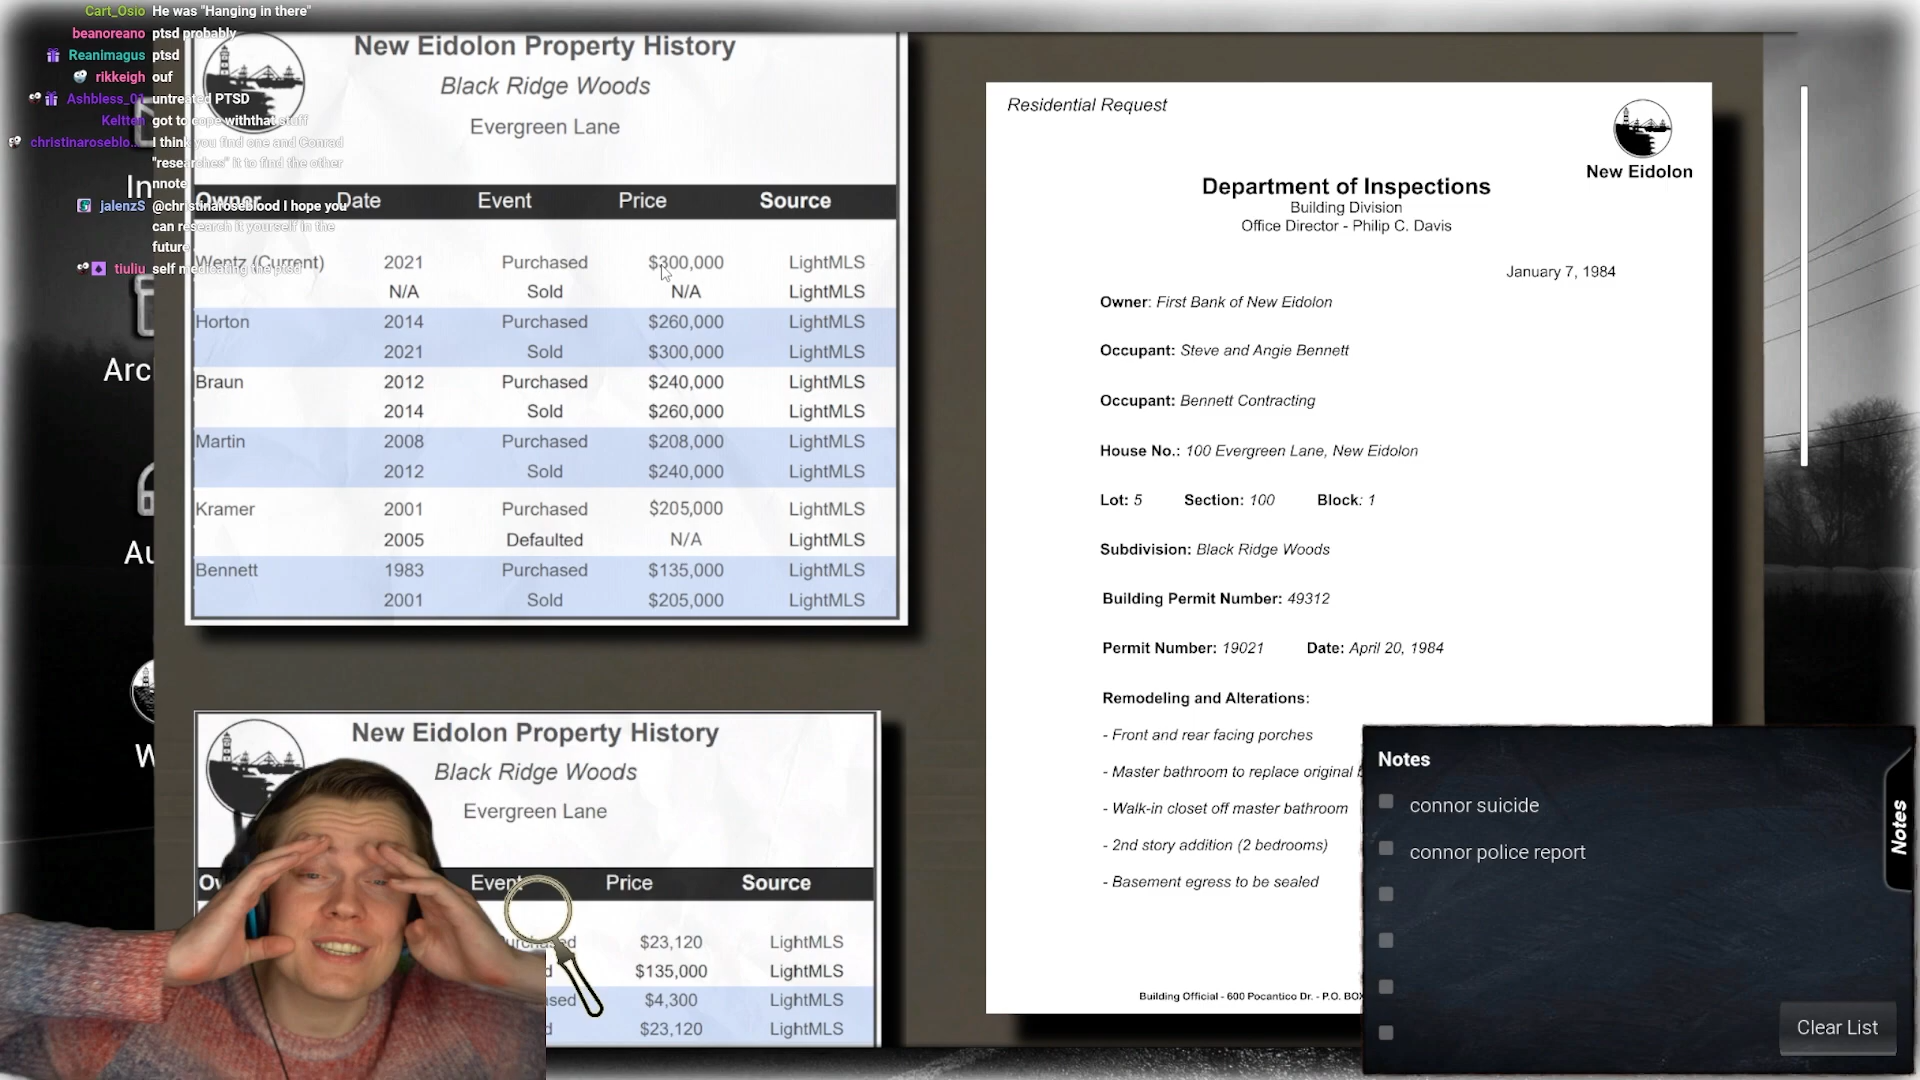 Cart_Osio He was "Hanging in there"
beanoreano ptsd probably
Reanimagus ptsd
rikkeigh ouf
Ashbless_01 untreated PTSD
Keltten got to cope withthat stuff
christinaroseblo... I think you find one and Conrad
"researches" it to find the other
nnote
jalenzS @christinaroseblood I hope you
can research it yourself in the
future
tiuliu self medicating the ptsd
In
Arc
Au
W
New Eidolon Property History
Black Ridge Woods
Evergreen Lane
Owner Date Event Price Source
Wentz (Current) 2021 Purchased $300,000 LightMLS
N/A Sold N/A LightMLS
Horton 2014 Purchased $260,000 LightMLS
2021 Sold $300,000 LightMLS
Braun 2012 Purchased $240,000 LightMLS
2014 Sold $260,000 LightMLS
Martin 2008 Purchased $208,000 LightMLS
2012 Sold $240,000 LightMLS
Kramer 2001 Purchased $205,000 LightMLS
2005 Defaulted N/A LightMLS
Bennett 1983 Purchased $135,000 LightMLS
2001 Sold $205,000 LightMLS
New Eidolon Property History
Black Ridge Woods
Evergreen Lane
Ow Event Price Source
Purchased $23,120 LightMLS
d $135,000 LightMLS
ased $4,300 LightMLS
d $23,120 LightMLS
Residential Request
New Eidolon
Department of Inspections
Building Division
Office Director - Philip C. Davis
January 7, 1984
Owner: First Bank of New Eidolon
Occupant: Steve and Angie Bennett
Occupant: Bennett Contracting
House No.: 100 Evergreen Lane, New Eidolon
Lot: 5 Section: 100 Block: 1
Subdivision: Black Ridge Woods
Building Permit Number: 49312
Permit Number: 19021 Date: April 20, 1984
Remodeling and Alterations:
- Front and rear facing porches
- Master bathroom to replace original b
- Walk-in closet off master bathroom
- 2nd story addition (2 bedrooms)
- Basement egress to be sealed
Building Official - 600 Pocantico Dr. - P.O. BOX
Notes
connor suicide
connor police report
Notes
Clear List